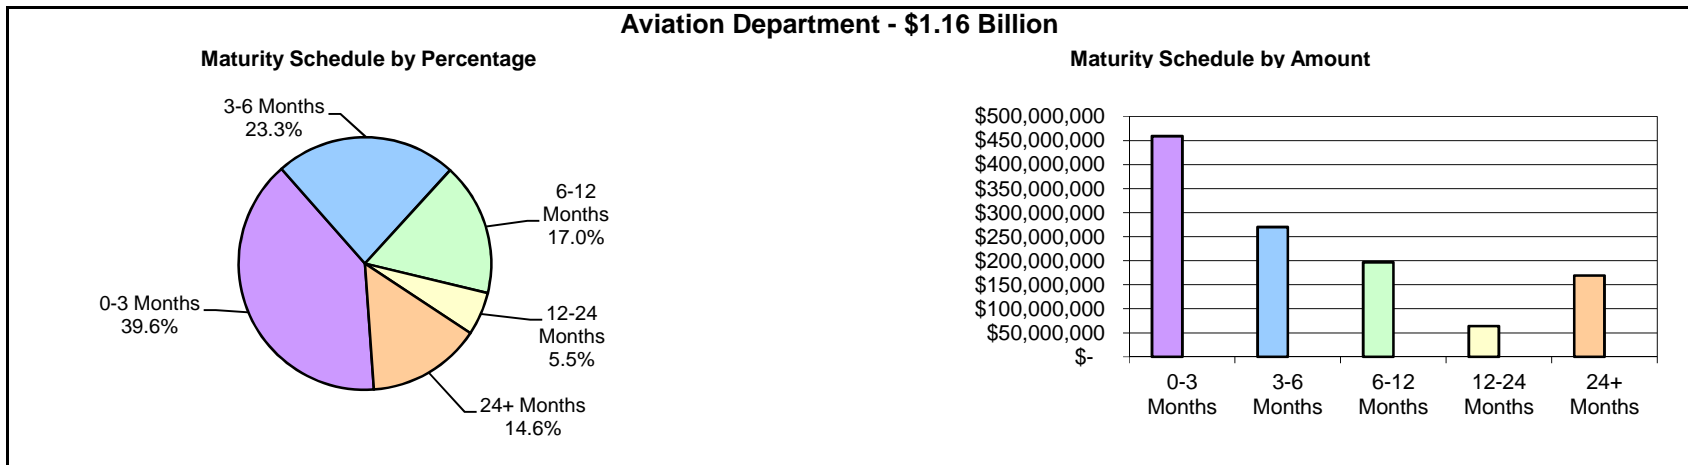 Aviation Department - $1.16 Billion
Maturity Schedule by Percentage
3-6 Months
23.3%
6-12
Months
17.0%
0-3 Months
39.6%
12-24
Months
5.5%
24+ Months
14.6%
Maturity Schedule by Amount
$500,000,000
$450,000,000
$400,000,000
$350,000,000
$300,000,000
$250,000,000
$200,000,000
$150,000,000
$100,000,000
$50,000,000
$-
0-3
Months
3-6
Months
6-12
Months
12-24
Months
24+
Months